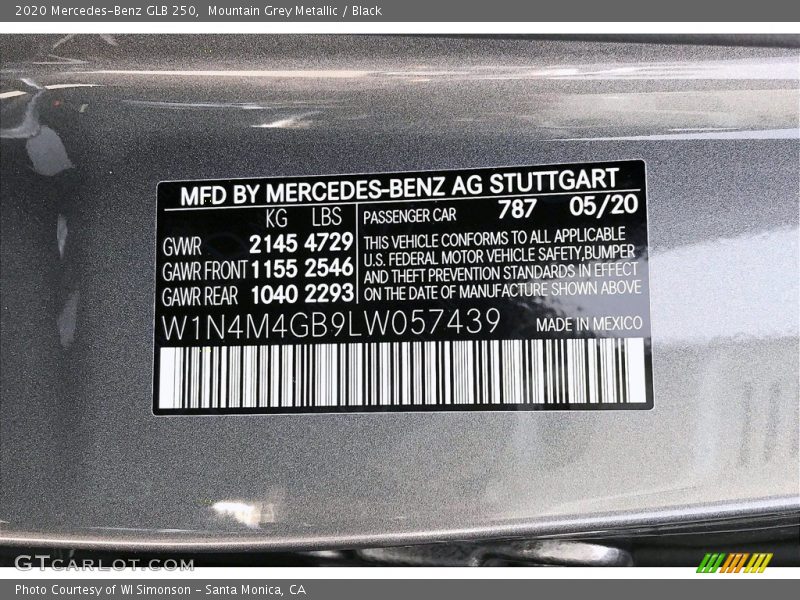 2020 Mercedes-Benz GLB 250,  Mountain Grey Metallic / Black
MFD BY MERCEDES-BENZ AG STUTTGART
KG LBS PASSENGER CAR 787 05/20
GWR 2145 4729
GAWR FRONT 1155 2546
GAWR REAR 1040 2293
THIS VEHICLE CONFORMS TO ALL APPLICABLE
U.S. FEDERAL MOTOR VEHICLE SAFETY,BUMPER
AND THEFT PREVENTION STANDARDS IN EFFECT
ON THE DATE OF MANUFACTURE SHOWN ABOVE
W1N4M4GB9LW057439 MADE IN MEXICO
GTCARLOT.COM
Photo Courtesy of WI Simonson - Santa Monica, CA